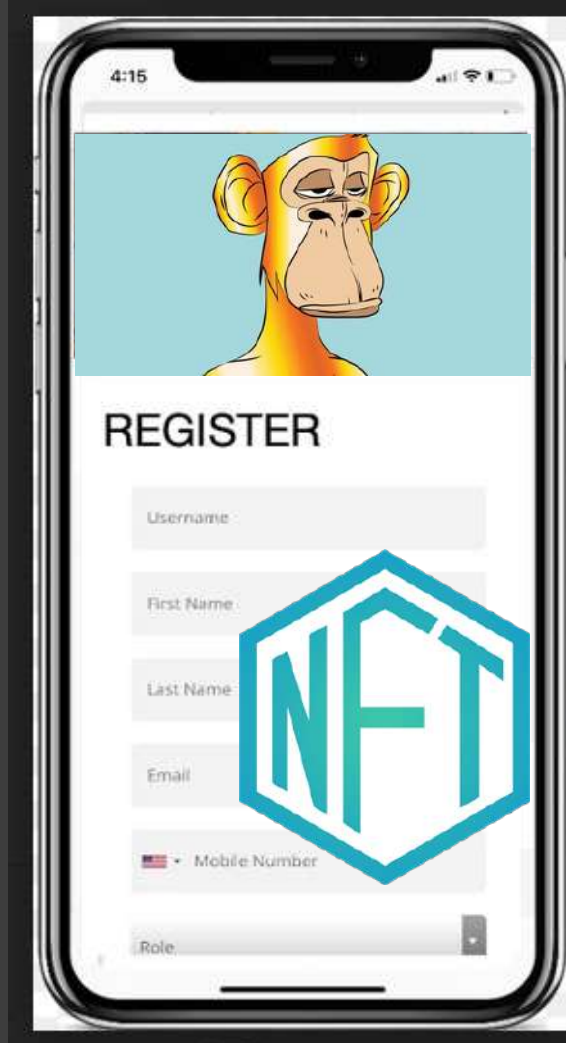 4:15
REGISTER
Username
First Name
Last Name
NFT
Email
Mobile Number
Role